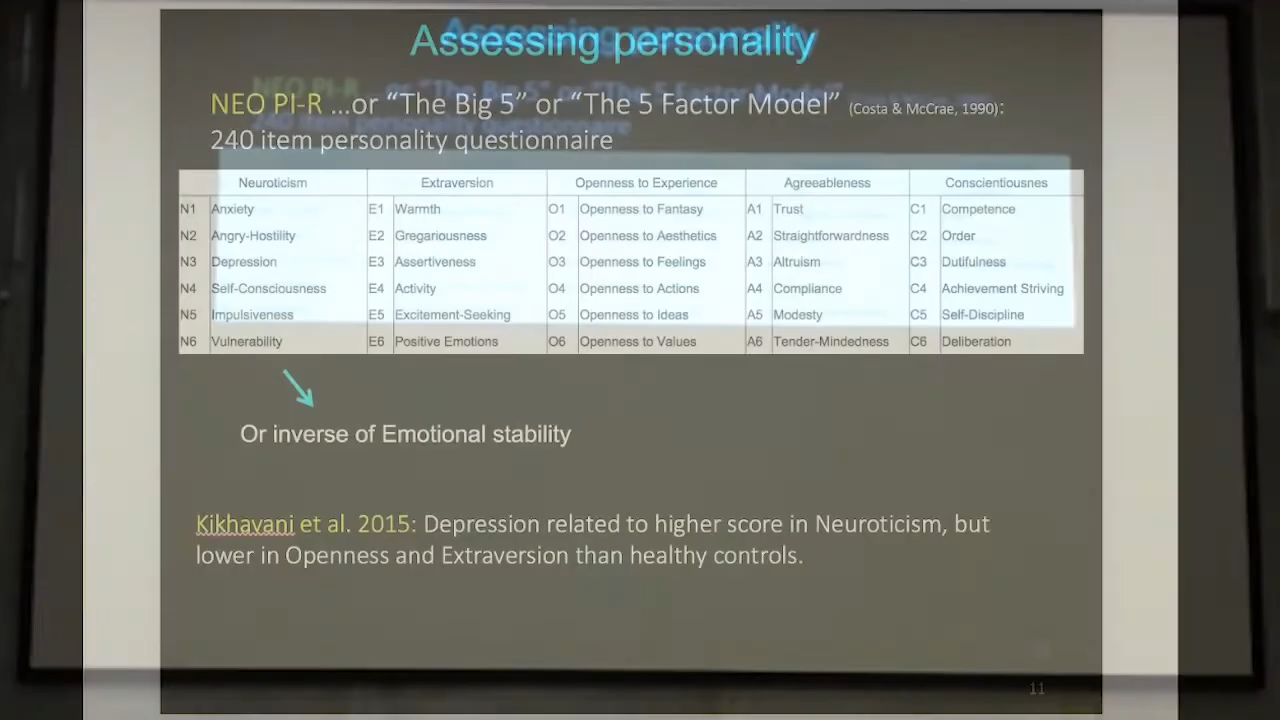 Assessing personality
NEO PI-R ...or “The Big 5” or “The 5 Factor Model” (Costa & McCrae, 1990):
240 item personality questionnaire
Neuroticism Extraversion Openness to Experience Agreeableness Conscientiousnes
N1 Anxiety E1 Warmth O1 Openness to Fantasy A1 Trust C1 Competence
N2 Angry-Hostility E2 Gregariousness O2 Openness to Aesthetics A2 Straightforwardness C2 Order
N3 Depression E3 Assertiveness O3 Openness to Feelings A3 Altruism C3 Dutifulness
N4 Self-Consciousness E4 Activity O4 Openness to Actions A4 Compliance C4 Achievement Striving
N5 Impulsiveness E5 Excitement-Seeking O5 Openness to Ideas A5 Modesty C5 Self-Discipline
N6 Vulnerability E6 Positive Emotions O6 Openness to Values A6 Tender-Mindedness C6 Deliberation
Or inverse of Emotional stability
Kikhavani et al. 2015: Depression related to higher score in Neuroticism, but
lower in Openness and Extraversion than healthy controls.
11